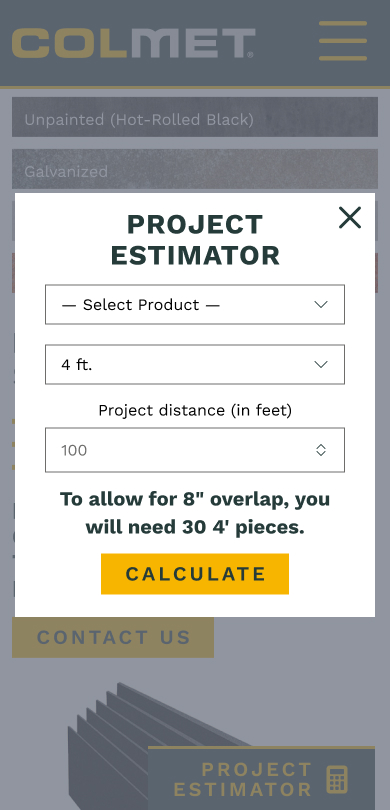 COLMET®
Unpainted (Hot-Rolled Black)
Galvanized
PROJECT
ESTIMATOR
— Select Product —
4 ft.
Project distance (in feet)
100
To allow for 8" overlap, you
will need 30 4' pieces.
CALCULATE
CONTACT US
PROJECT
ESTIMATOR